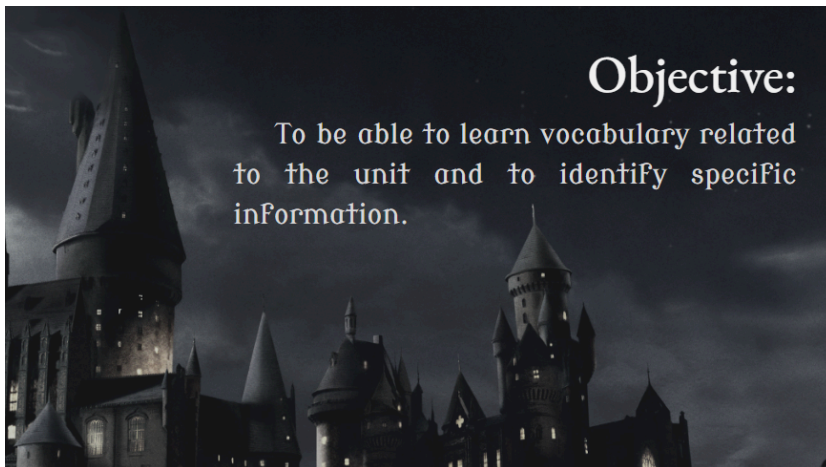 Objective:
To be able to learn vocabulary related
to the unit and to identify specific
information.